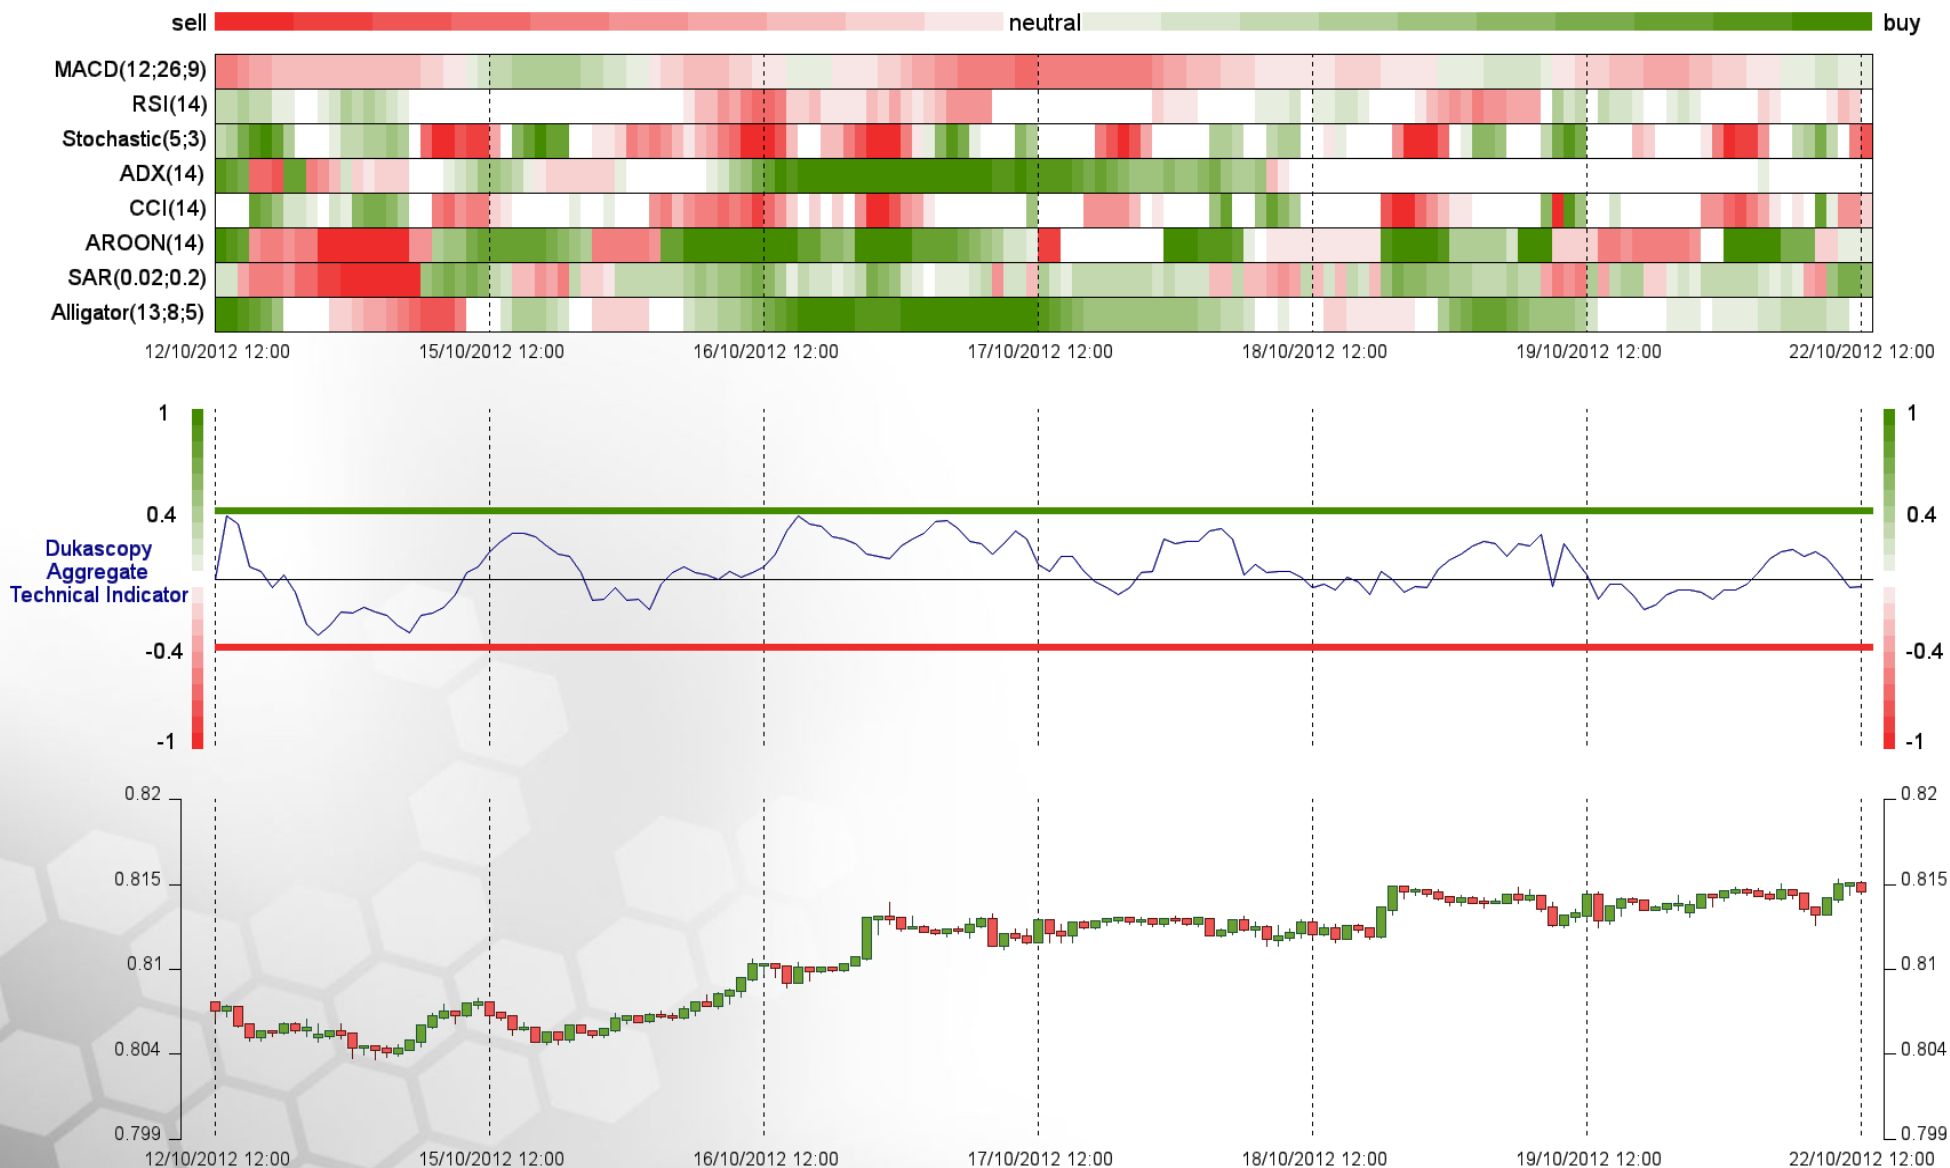 sell neutral buy
MACD(12;26;9)
RSI(14)
Stochastic(5;3)
ADX(14)
CCI(14)
AROON(14)
SAR(0.02;0.2)
Alligator(13;8;5)
12/10/2012 12:00 15/10/2012 12:00 16/10/2012 12:00 17/10/2012 12:00 18/10/2012 12:00 19/10/2012 12:00 22/10/2012 12:00
1 1
0.4 0.4
Dukascopy
Aggregate
Technical Indicator
-0.4 -0.4
-1 -1
0.82 0.82
0.815 0.815
0.81 0.81
0.804 0.804
0.799 0.799
12/10/2012 12:00 15/10/2012 12:00 16/10/2012 12:00 17/10/2012 12:00 18/10/2012 12:00 19/10/2012 12:00 22/10/2012 12:00